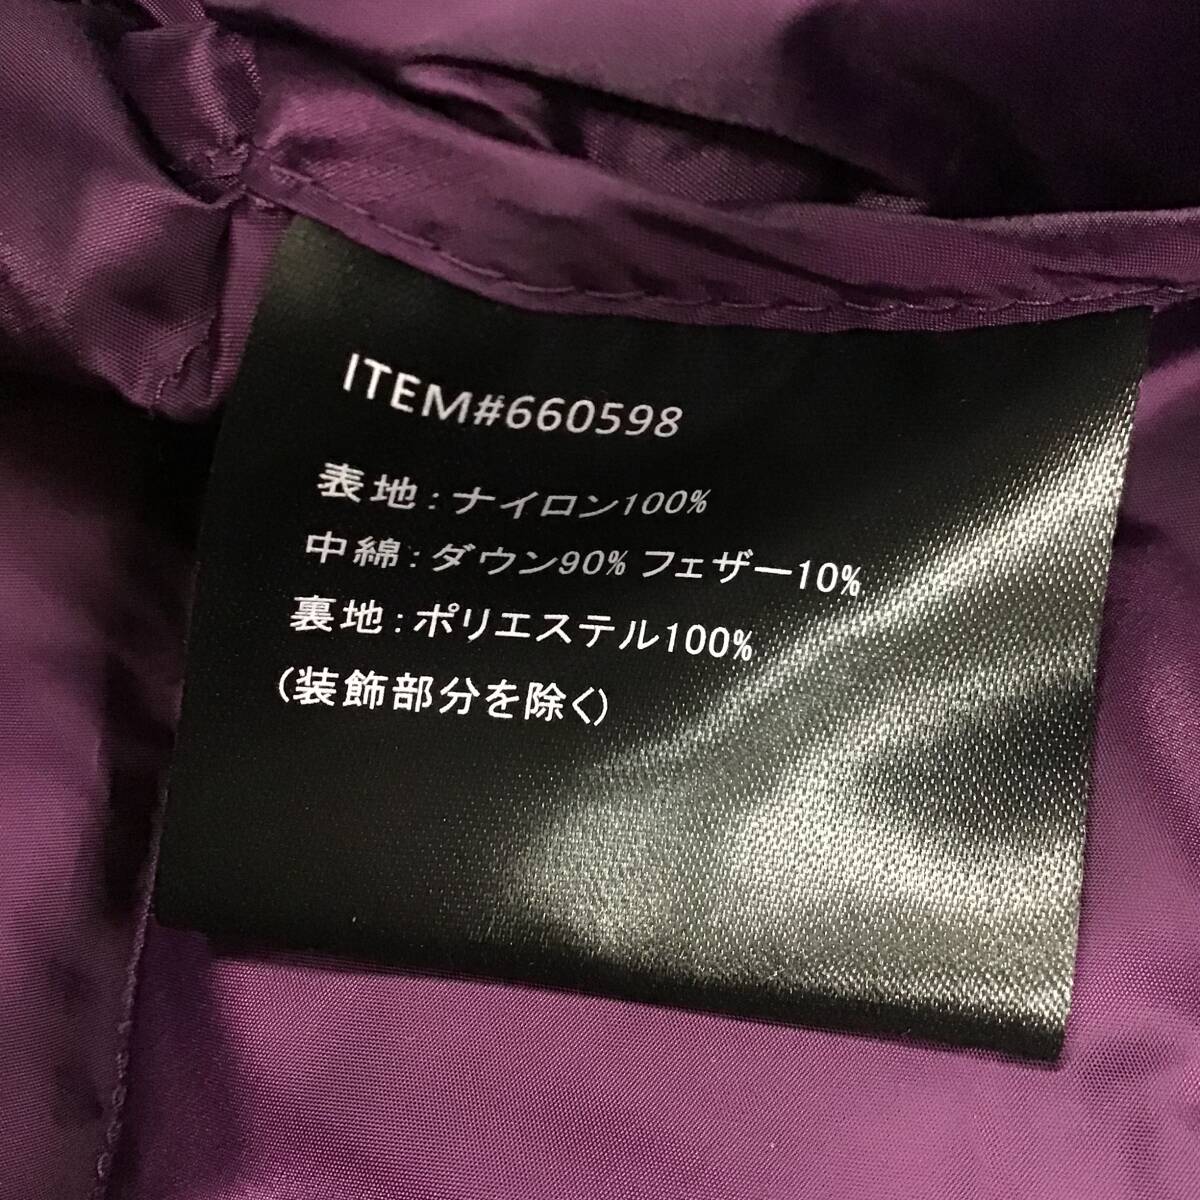 ITEM#660598
表地:ナイロン100%
中綿:ダウン90% フェザー10%
裏地:ポリエステル100%
(装飾部分を除く)